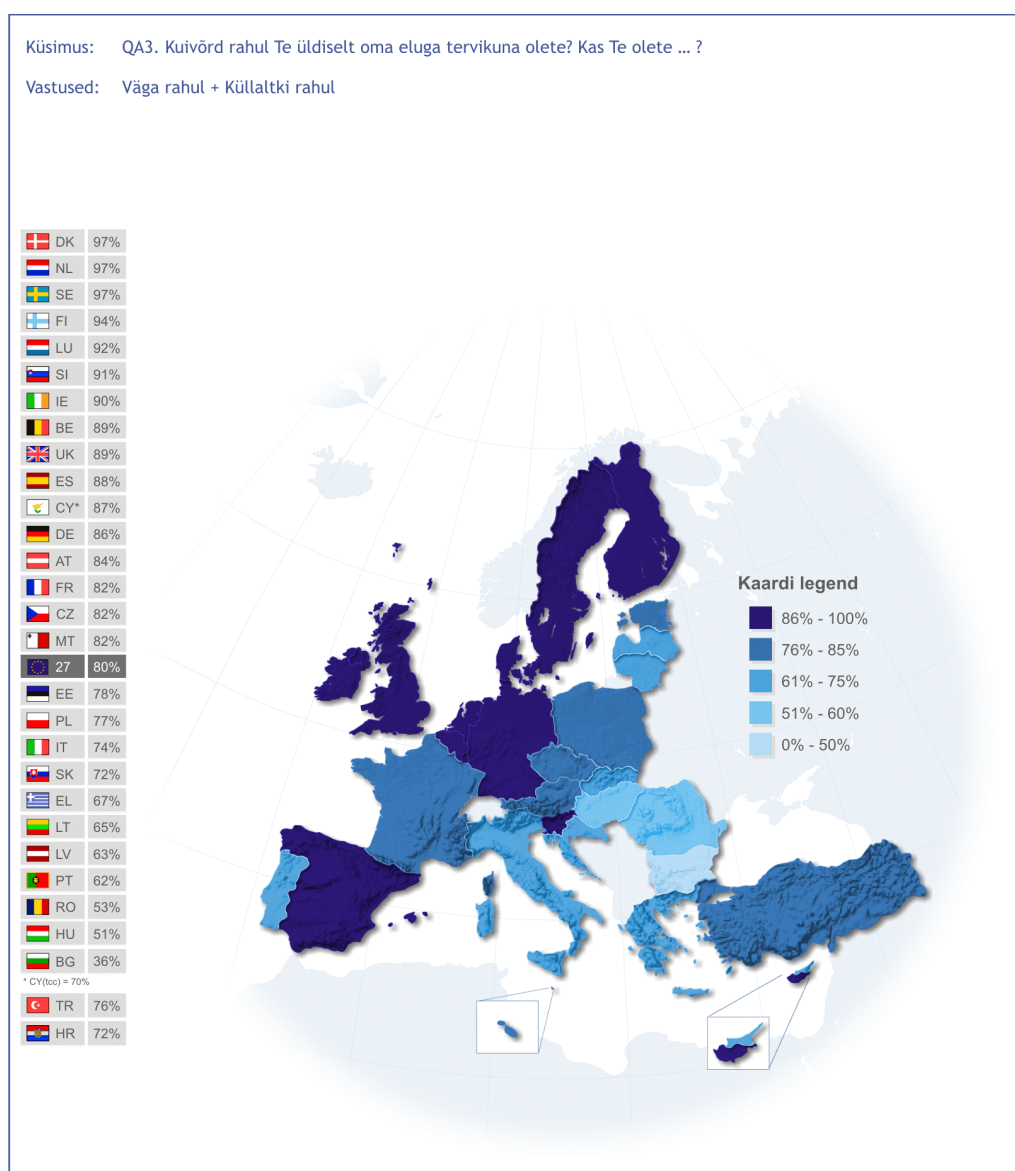 Küsimus: QA3. Kuivõrd rahul Te üldiselt oma eluga tervikuna olete? Kas Te olete … ?
Vastused: Väga rahul + Küllaltki rahul
DK 97%
NL 97%
SE 97%
FI 94%
LU 92%
SI 91%
IE 90%
BE 89%
UK 89%
ES 88%
CY* 87%
DE 86%
AT 84%
FR 82%
CZ 82%
MT 82%
27 80%
EE 78%
PL 77%
IT 74%
SK 72%
EL 67%
LT 65%
LV 63%
PT 62%
RO 53%
HU 51%
BG 36%
* CY(tcc) = 70%
TR 76%
HR 72%
Kaardi legend
86% - 100%
76% - 85%
61% - 75%
51% - 60%
0% - 50%